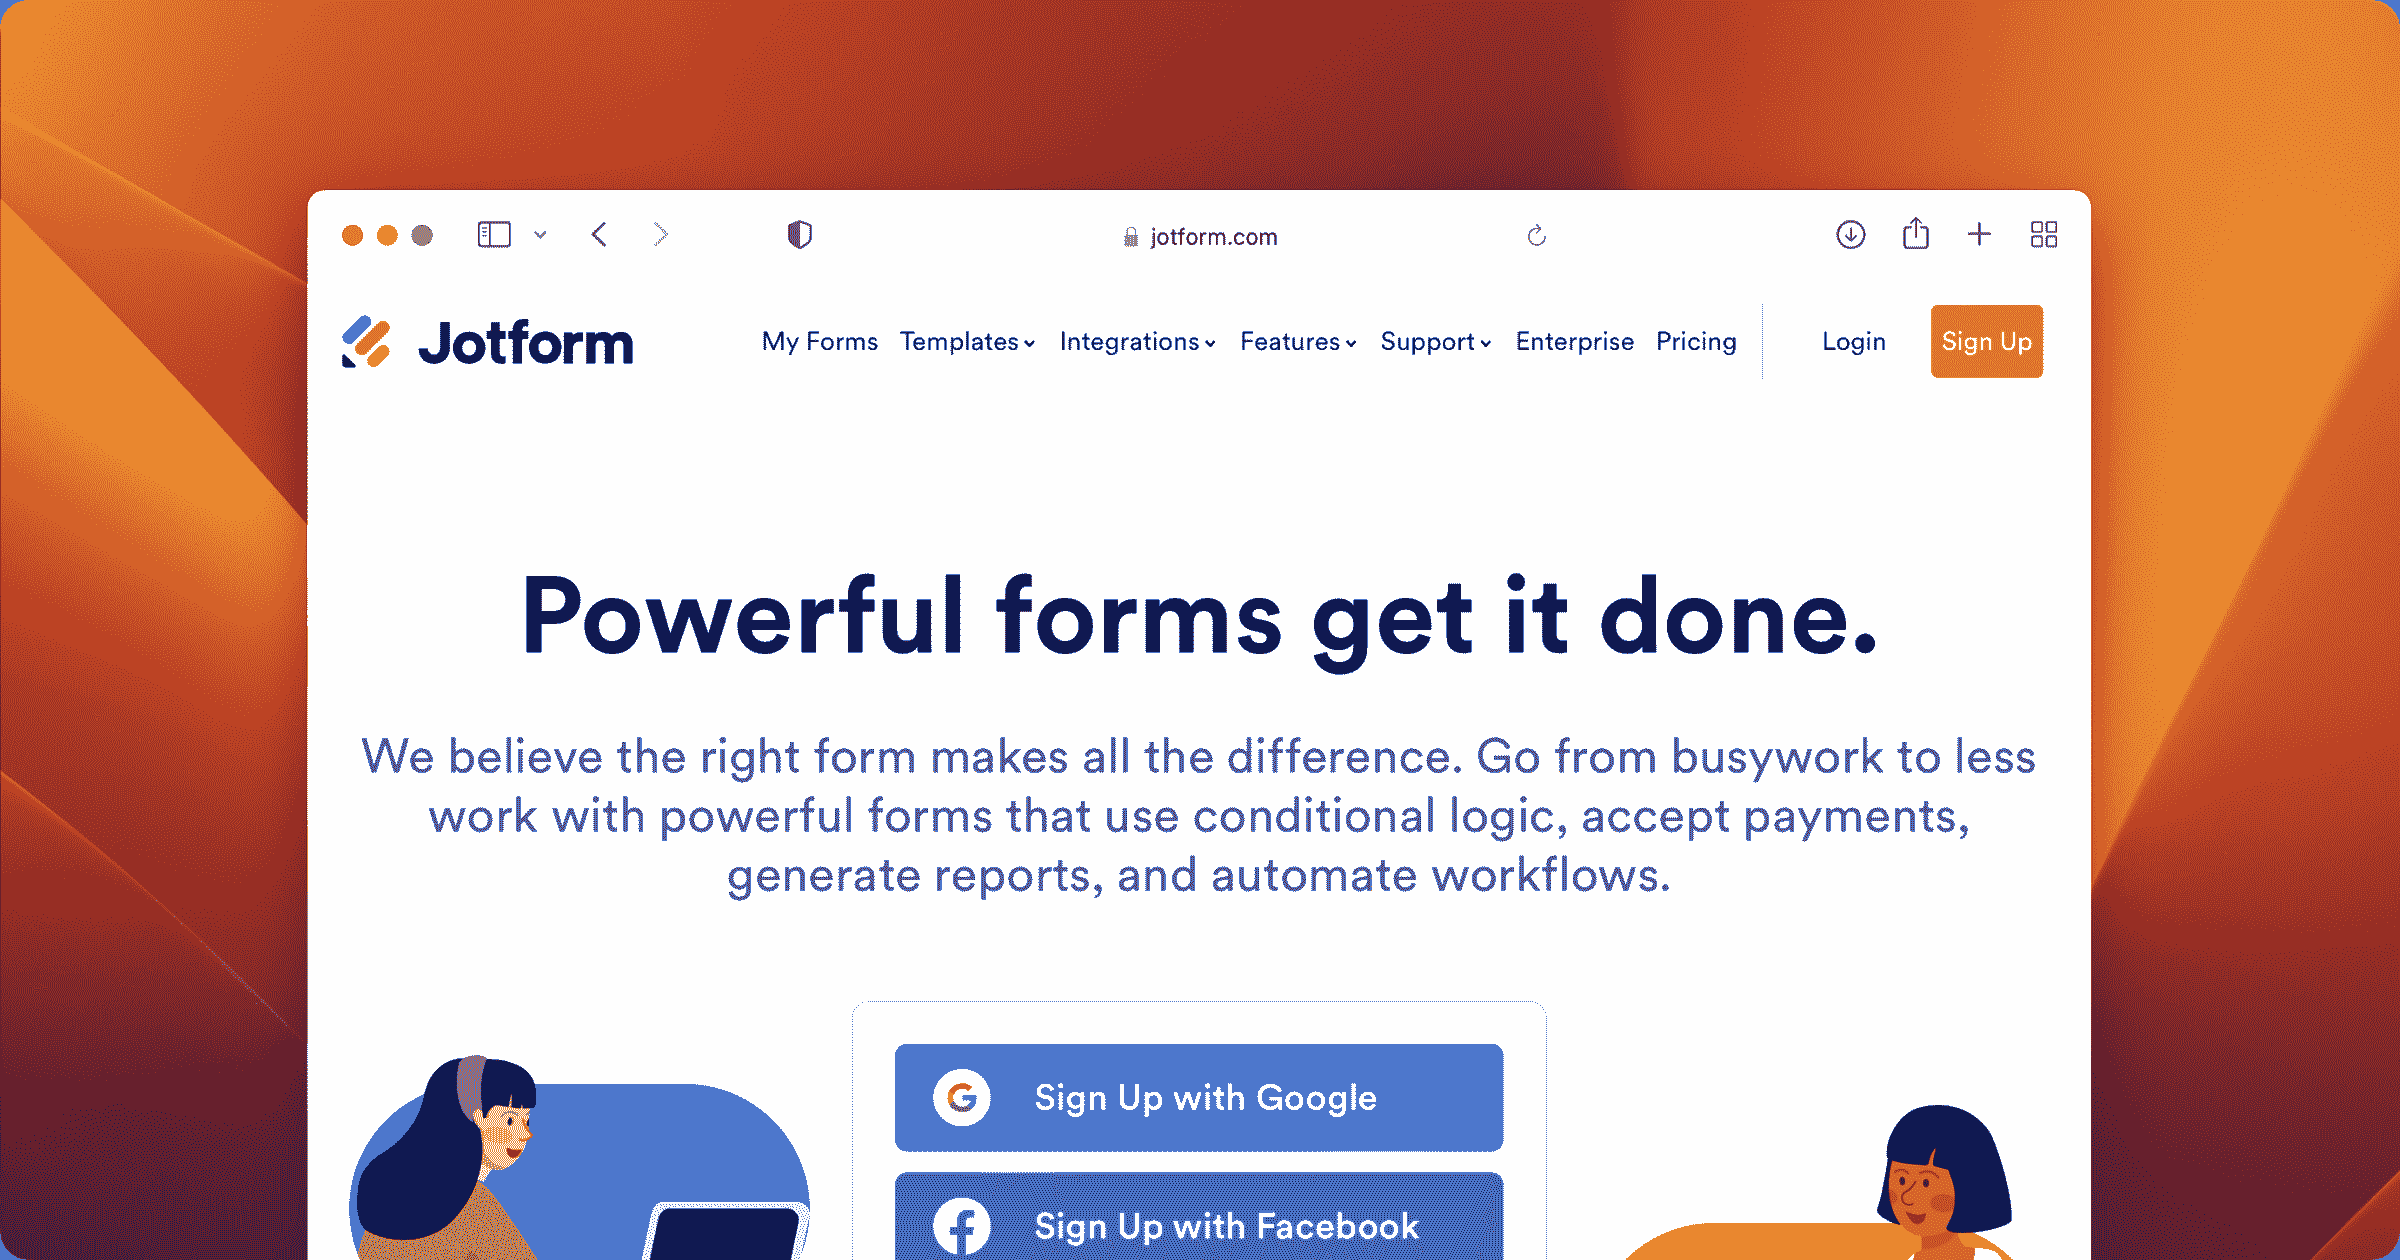 jotform.com
Jotform
My Forms Templates Integrations Features Support Enterprise Pricing Login Sign Up
Powerful forms get it done.
We believe the right form makes all the difference. Go from busywork to less
work with powerful forms that use conditional logic, accept payments,
generate reports, and automate workflows.
Sign Up with Google
Sign Up with Facebook